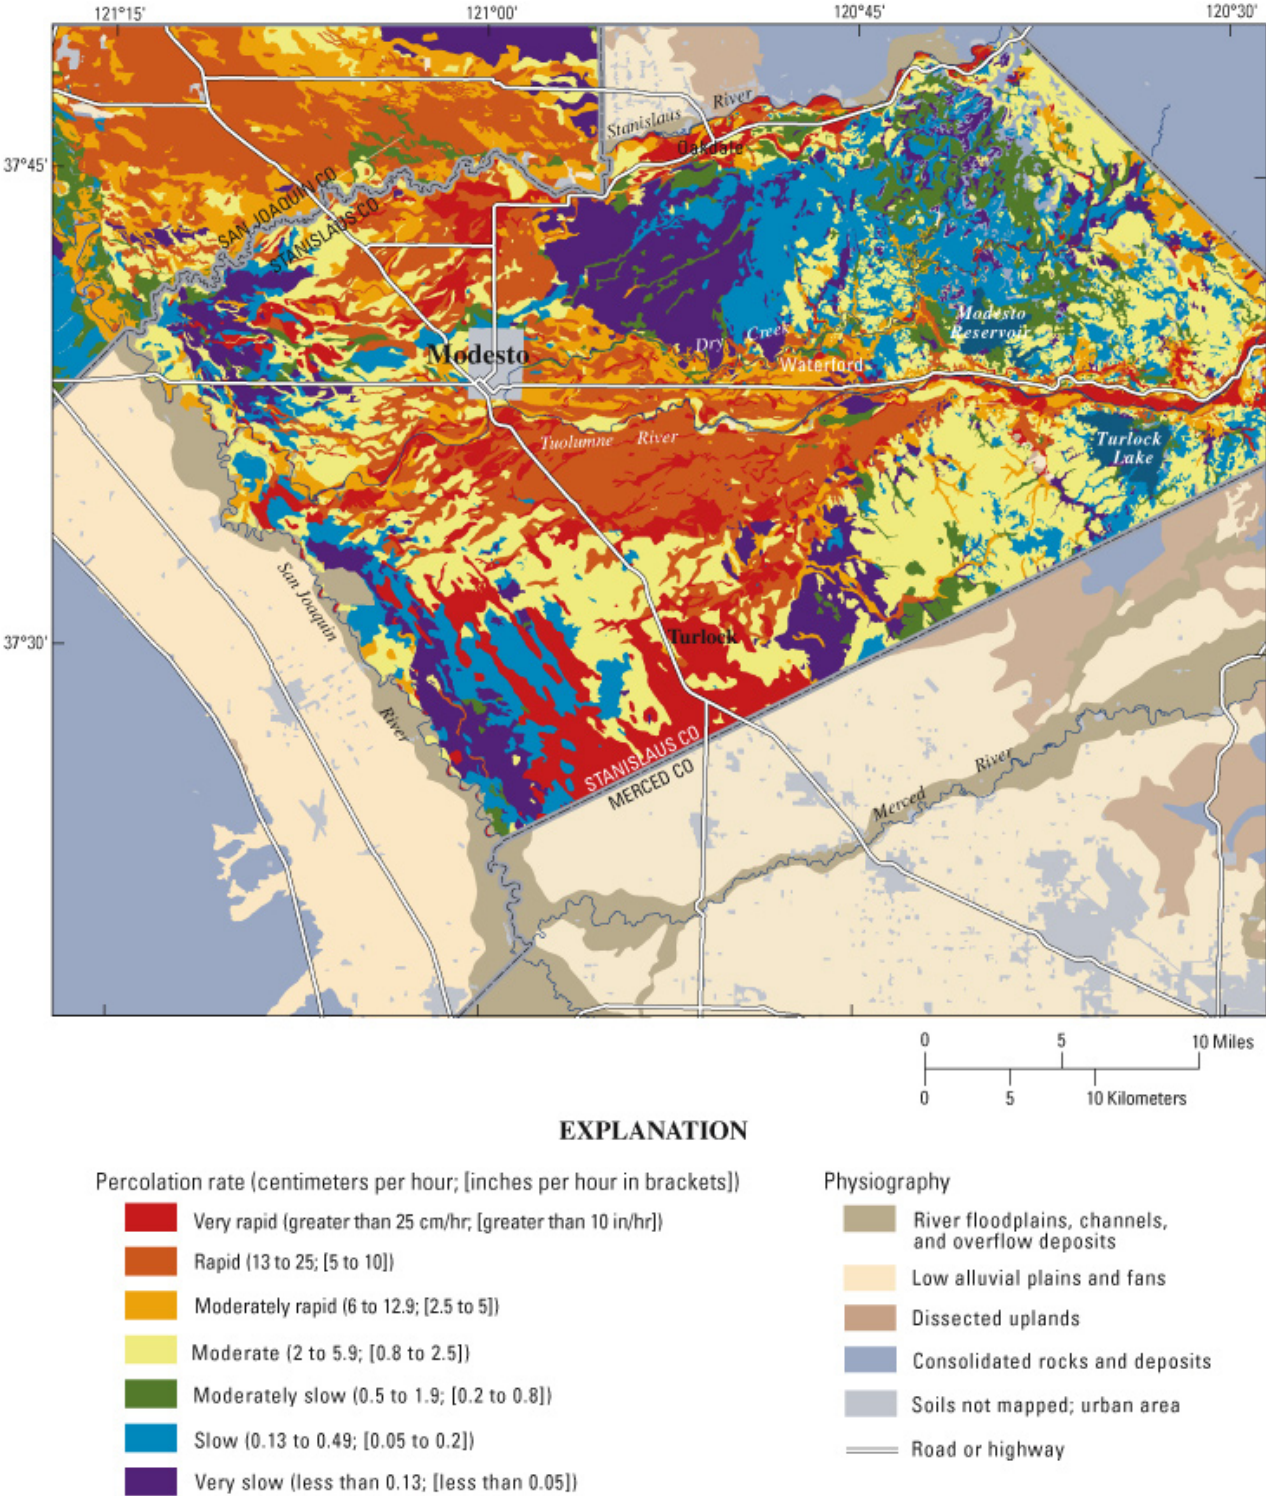 121°15'
121°00'
120°45'
120°30'
River
Stanislaus
Oakdale
37°45'
SAN JOAQUIN CO
STANISLAUS CO
Modesto
Reservoir
Dry Creek
Modesto
Waterford
Tuolumne River
Turlock
Lake
San Joaquin
37°30'
Turlock
River
STANISLAUS CO
MERCED CO
River
Merced
0 5 10 Miles
0 5 10 Kilometers
EXPLANATION
Percolation rate (centimeters per hour; [inches per hour in brackets])
Very rapid (greater than 25 cm/hr; [greater than 10 in/hr])
Rapid (13 to 25; [5 to 10])
Moderately rapid (6 to 12.9; [2.5 to 5])
Moderate (2 to 5.9; [0.8 to 2.5])
Moderately slow (0.5 to 1.9; [0.2 to 0.8])
Slow (0.13 to 0.49; [0.05 to 0.2])
Very slow (less than 0.13; [less than 0.05])
Physiography
River floodplains, channels,
and overflow deposits
Low alluvial plains and fans
Dissected uplands
Consolidated rocks and deposits
Soils not mapped; urban area
Road or highway